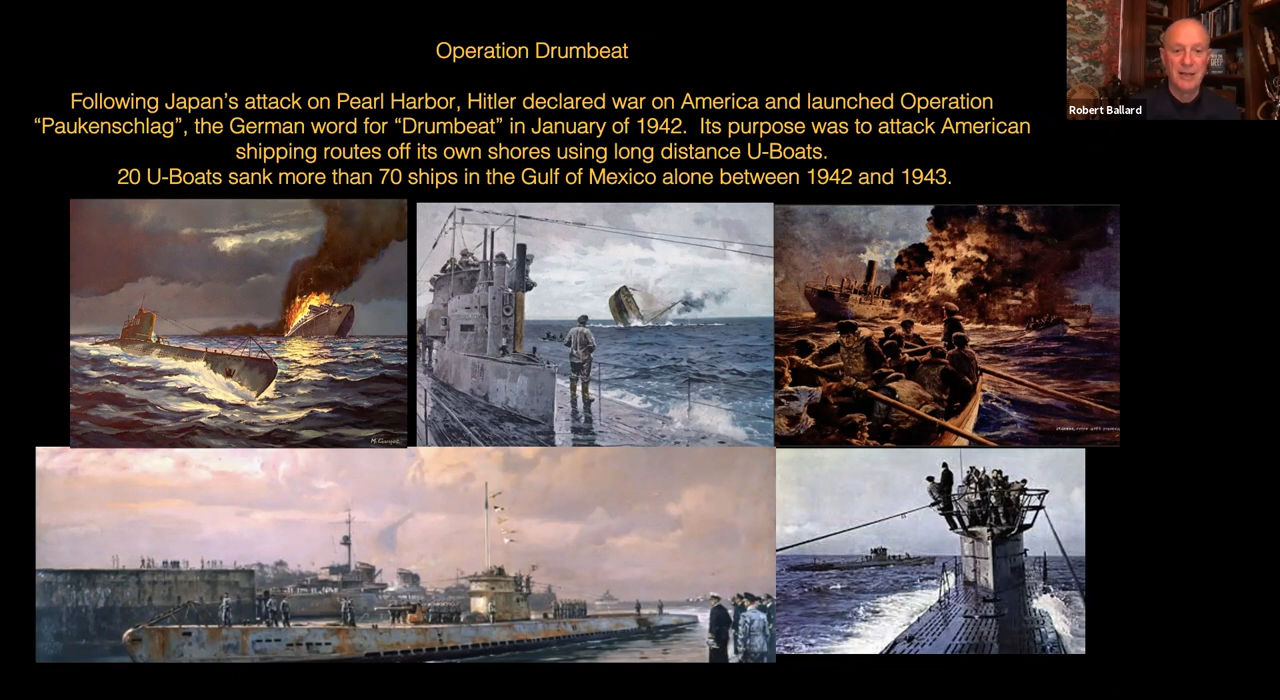 Operation Drumbeat
Following Japan’s attack on Pearl Harbor, Hitler declared war on America and launched Operation
“Paukenschlag”, the German word for “Drumbeat” in January of 1942.  Its purpose was to attack American
shipping routes off its own shores using long distance U-Boats.
20 U-Boats sank more than 70 ships in the Gulf of Mexico alone between 1942 and 1943.
Robert Ballard